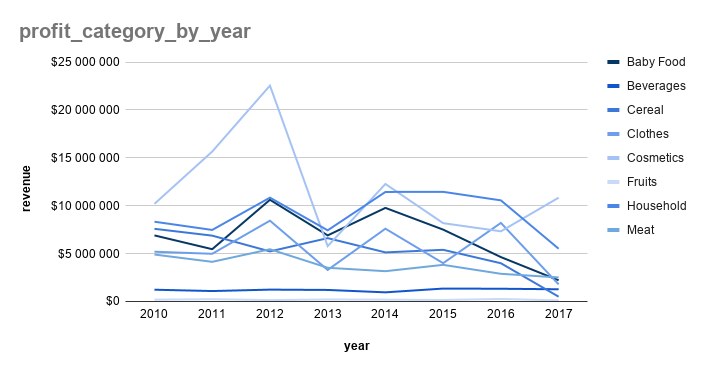 profit_category_by_year
$25 000 000
$20 000 000
$15 000 000
$10 000 000
$5 000 000
$0
revenue
2010 2011 2012 2013 2014 2015 2016 2017
year
Baby Food
Beverages
Cereal
Clothes
Cosmetics
Fruits
Household
Meat